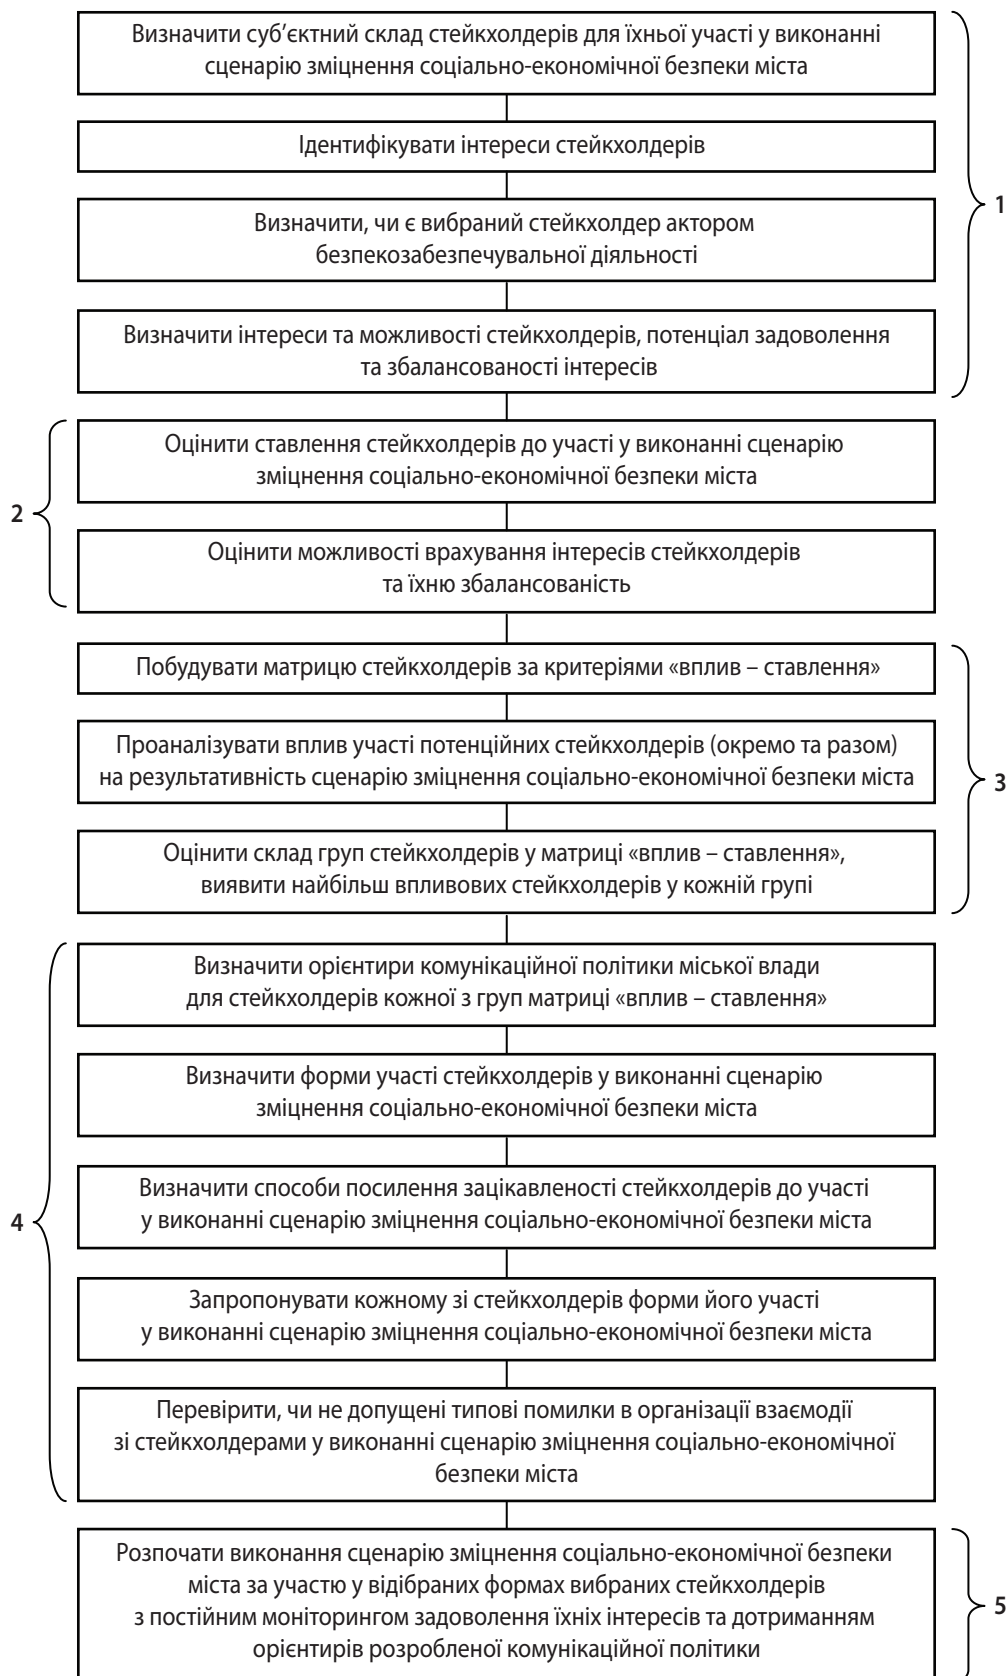 Визначити суб’єктний склад стейкхолдерів для їхньої участі у виконанні
сценарію зміцнення соціально-економічної безпеки міста
Ідентифікувати інтереси стейкхолдерів
1
Визначити, чи є вибраний стейкхолдер актором
безпекозабезпечувальної діяльності
Визначити інтереси та можливості стейкхолдерів, потенціал задоволення
та збалансованості інтересів
Оцінити ставлення стейкхолдерів до участі у виконанні сценарію
зміцнення соціально-економічної безпеки міста
2
Оцінити можливості врахування інтересів стейкхолдерів
та їхню збалансованість
Побудувати матрицю стейкхолдерів за критеріями «вплив – ставлення»
Проаналізувати вплив участі потенційних стейкхолдерів (окремо та разом)
на результативність сценарію зміцнення соціально-економічної безпеки міста
3
Оцінити склад груп стейкхолдерів у матриці «вплив – ставлення»,
виявити найбільш впливових стейкхолдерів у кожній групі
Визначити орієнтири комунікаційної політики міської влади
для стейкхолдерів кожної з груп матриці «вплив – ставлення»
Визначити форми участі стейкхолдерів у виконанні сценарію
зміцнення соціально-економічної безпеки міста
Визначити способи посилення зацікавленості стейкхолдерів до участі
у виконанні сценарію зміцнення соціально-економічної безпеки міста
4
Запропонувати кожному зі стейкхолдерів форми його участі
у виконанні сценарію зміцнення соціально-економічної безпеки міста
Перевірити, чи не допущені типові помилки в організації взаємодії
зі стейкхолдерами у виконанні сценарію зміцнення соціально-економічної
безпеки міста
Розпочати виконання сценарію зміцнення соціально-економічної безпеки
міста за участю у відібраних формах вибраних стейкхолдерів
з постійним моніторингом задоволення їхніх інтересів та дотриманням
орієнтирів розробленої комунікаційної політики
5